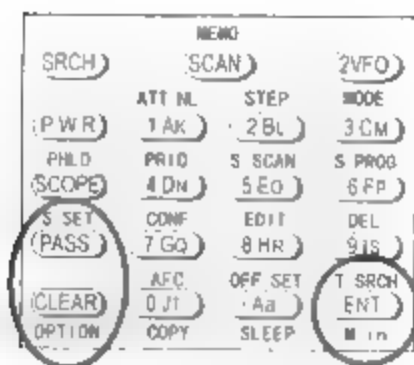 MEMO
SRCH SCAN 2VFO
ATT NL STEP MODE
PWR 1AK 2BL 3CM
PHLD PRIO S SCAN S PROG
SCOPE 4DN 5EO 6FP
S SET CONF EDIT DEL
PASS 7GQ 8HR 9IS
AFC OFF SET T SRCH
CLEAR 0JT ·Aa ENT
OPTION COPY SLEEP M in